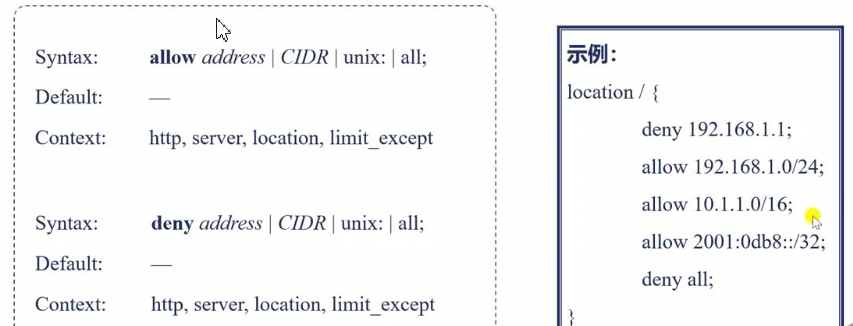 Syntax: allow address | CIDR | unix: | all;
Default: —
Context: http, server, location, limit_except
Syntax: deny address | CIDR | unix: | all;
Default: —
Context: http, server, location, limit_except
示例：
location / {
deny 192.168.1.1;
allow 192.168.1.0/24;
allow 10.1.1.0/16;
allow 2001:0db8::/32;
deny all;
}